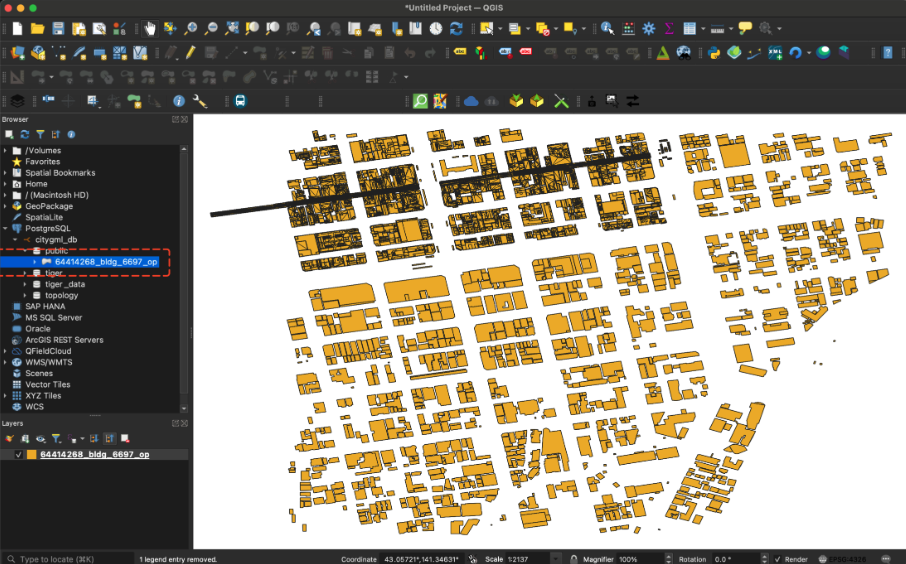 *Untitled Project — QGIS
Browser
/Volumes
Favorites
Spatial Bookmarks
Home
/ (Macintosh HD)
GeoPackage
SpatiaLite
PostgreSQL
citygml_db
public
64414268_bldg_6697_op
tiger
tiger_data
topology
SAP HANA
MS SQL Server
Oracle
ArcGIS REST Servers
QFieldCloud
WMS/WMTS
Scenes
Vector Tiles
XYZ Tiles
WCS
Layers
64414268_bldg_6697_op
Type to locate (⌘K) 1 legend entry removed. Coordinate 43.05721°,141.34631° Scale 1:2137 Magnifier 100% Rotation 0.0 ° Render EPSG:4326